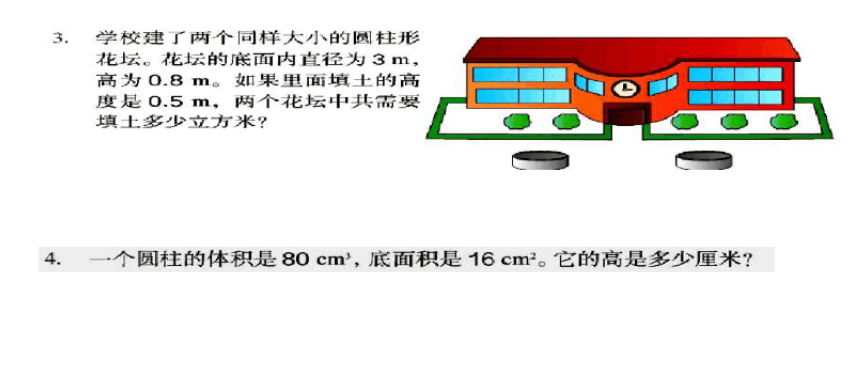 3. 学校建了两个同样大小的圆柱形
花坛。花坛的底面内直径为 3 m，
高为 0.8 m。如果里面填土的高
度是 0.5 m，两个花坛中共需要
填土多少立方米？
4. 一个圆柱的体积是 80 cm³，底面积是 16 cm²。它的高是多少厘米？